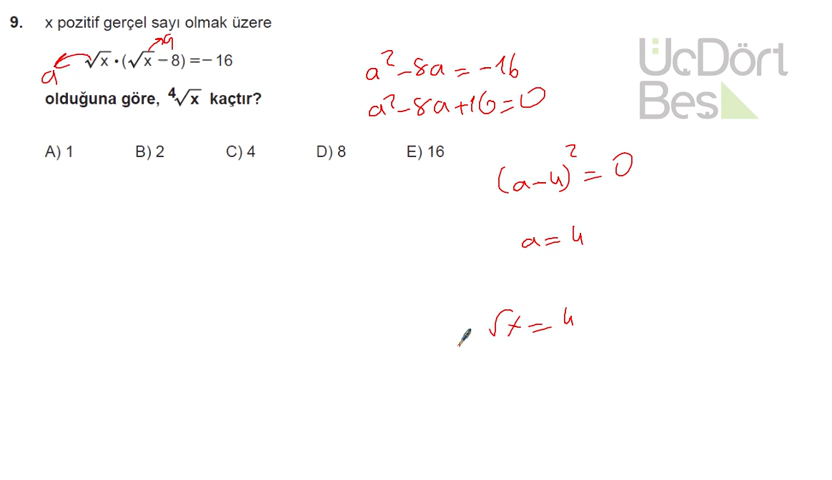 9. x pozitif gerçel sayı olmak üzere
a
a
√x · (√x – 8) = – 16
olduğuna göre, ⁴√x kaçtır?
A) 1 B) 2 C) 4 D) 8 E) 16
a² – 8a = –16
a² – 8a + 16 = 0
(a – 4)² = 0
a = 4
√x = 4
ÜçDört
Beş